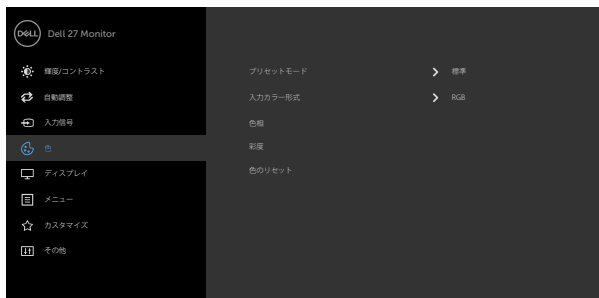 DELL Dell 27 Monitor
輝度/コントラスト
自動調整
入力信号
色
ディスプレイ
メニュー
カスタマイズ
その他
プリセットモード 標準
入力カラー形式 RGB
色相
彩度
色のリセット